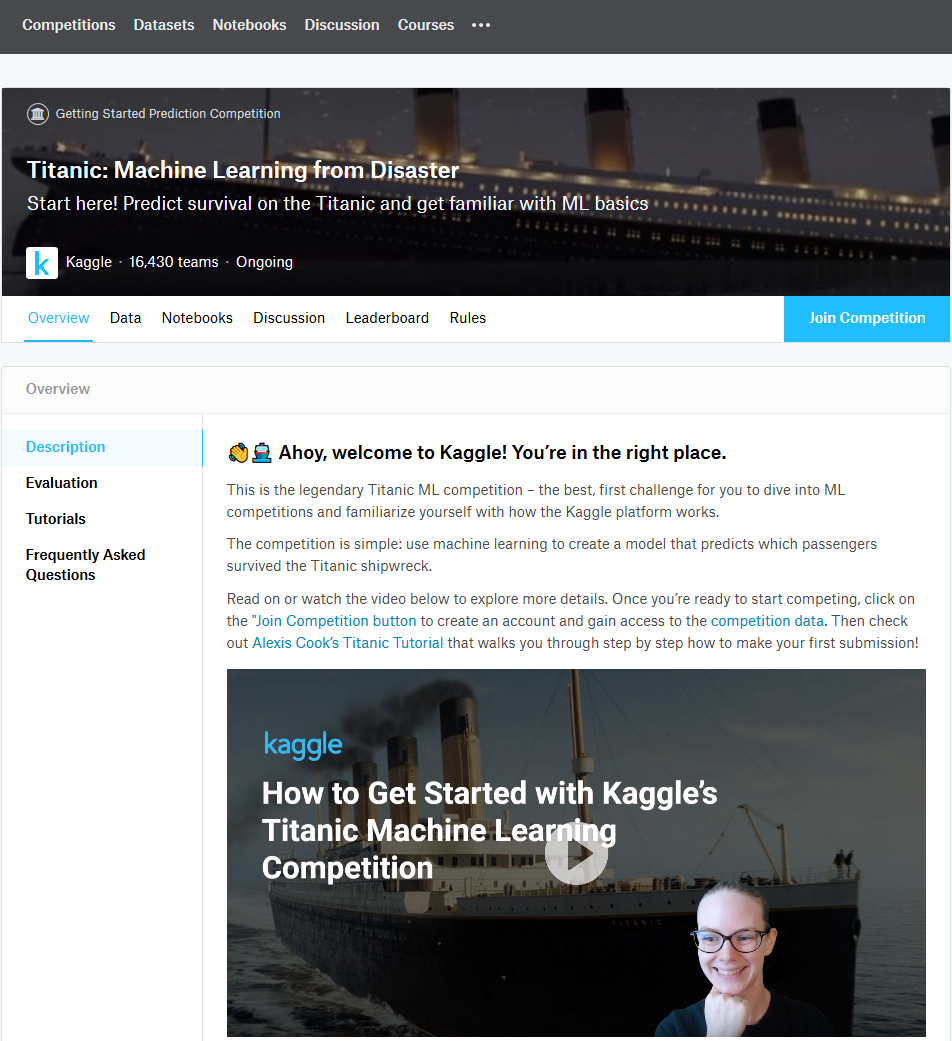 Competitions Datasets Notebooks Discussion Courses •••
Getting Started Prediction Competition
Titanic: Machine Learning from Disaster
Start here! Predict survival on the Titanic and get familiar with ML basics
k Kaggle · 16,430 teams · Ongoing
Overview Data Notebooks Discussion Leaderboard Rules Join Competition
Overview
Description
Evaluation
Tutorials
Frequently Asked
Questions
👋🚢 Ahoy, welcome to Kaggle! You’re in the right place.
This is the legendary Titanic ML competition – the best, first challenge for you to dive into ML
competitions and familiarize yourself with how the Kaggle platform works.
The competition is simple: use machine learning to create a model that predicts which passengers
survived the Titanic shipwreck.
Read on or watch the video below to explore more details. Once you’re ready to start competing, click on
the "Join Competition button to create an account and gain access to the competition data. Then check
out Alexis Cook’s Titanic Tutorial that walks you through step by step how to make your first submission!
kaggle
How to Get Started with Kaggle’s
Titanic Machine Learning
Competition
TITANIC